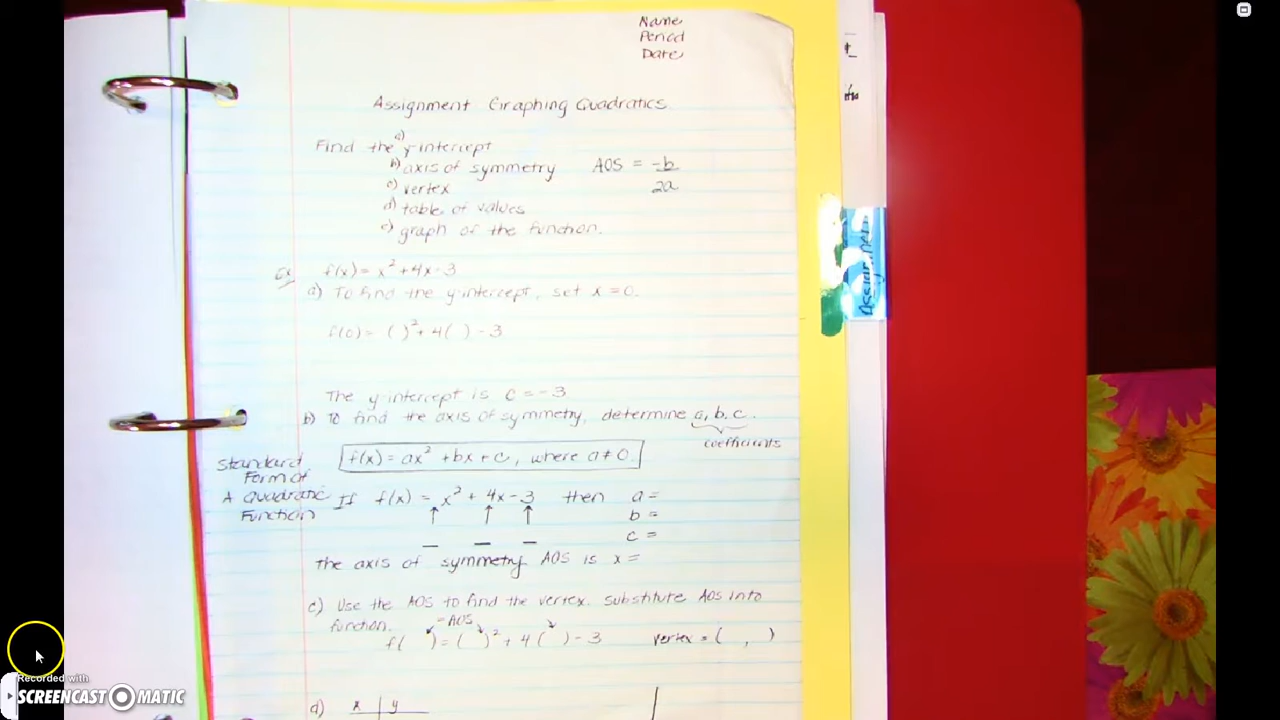 Name
Period
Date
Assignment Graphing Quadratics
Find the a) y-intercept
b) axis of symmetry AOS = -b
2a
c) vertex
d) table of values
e) graph of the function.
Ex f(x) = x² + 4x - 3
a) To find the y-intercept, set x = 0.
f(0) = ( )² + 4( ) - 3
The y-intercept is c = -3
b) To find the axis of symmetry, determine a, b, c.
coefficients
Standard
Form of
A Quadratic
Function
f(x) = ax² + bx + c, where a ≠ 0.
If f(x) = x² + 4x - 3 then a =
b =
c =
The axis of symmetry AOS is x =
c) Use the AOS to find the vertex. Substitute AOS into
function.
= AOS
f( ) = ( )² + 4( ) - 3 vertex = ( , )
d) x y
Assign.
Recorded with
SCREENCAST-O-MATIC